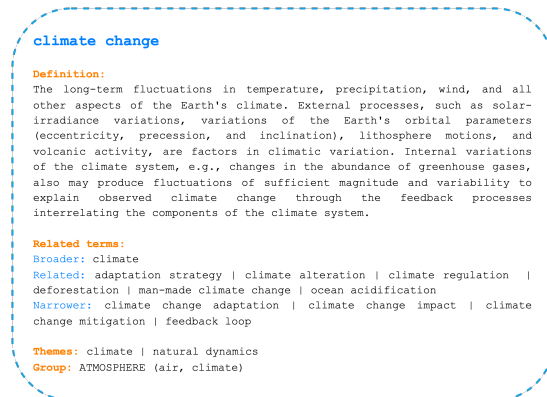 climate change
Definition:
The long-term fluctuations in temperature, precipitation, wind, and all
other aspects of the Earth's climate. External processes, such as solar-
irradiance variations, variations of the Earth's orbital parameters
(eccentricity, precession, and inclination), lithosphere motions, and
volcanic activity, are factors in climatic variation. Internal variations
of the climate system, e.g., changes in the abundance of greenhouse gases,
also may produce fluctuations of sufficient magnitude and variability to
explain observed climate change through the feedback processes
interrelating the components of the climate system.
Related terms:
Broader: climate
Related: adaptation strategy | climate alteration | climate regulation |
deforestation | man-made climate change | ocean acidification
Narrower: climate change adaptation | climate change impact | climate
change mitigation | feedback loop
Themes: climate | natural dynamics
Group: ATMOSPHERE (air, climate)